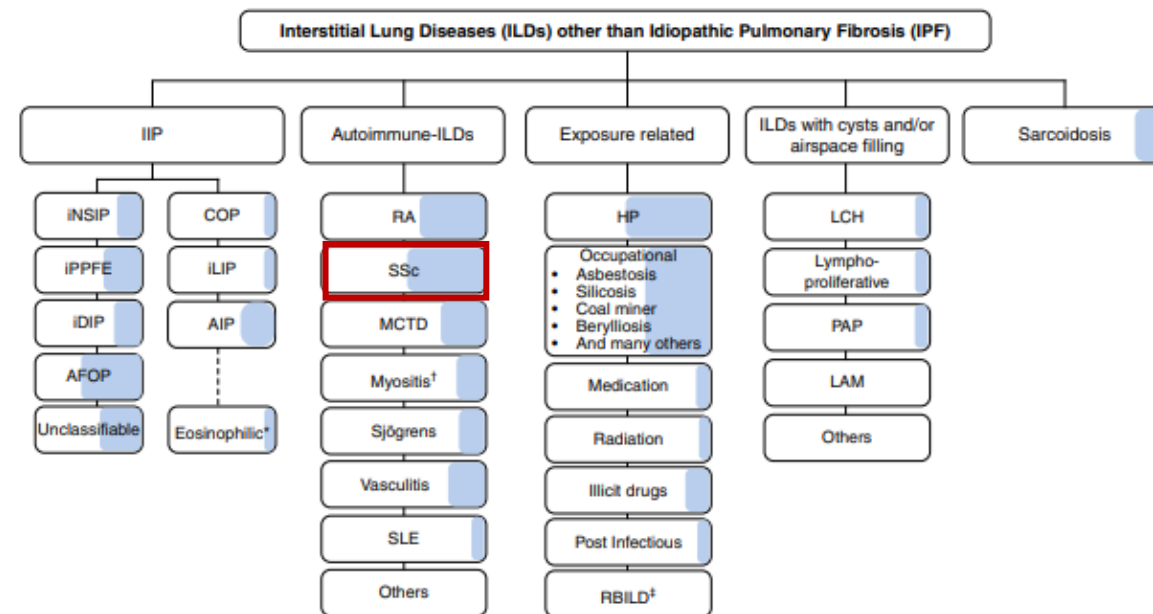 Interstitial Lung Diseases (ILDs) other than Idiopathic Pulmonary Fibrosis (IPF)
IIP
Autoimmune-ILDs
Exposure related
ILDs with cysts and/or
airspace filling
Sarcoidosis
iNSIP
iPPFE
iDIP
AFOP
Unclassifiable
COP
iLIP
AIP
Eosinophilic*
RA
SSc
MCTD
Myositis†
Sjögrens
Vasculitis
SLE
Others
HP
Occupational
• Asbestosis
• Silicosis
• Coal miner
• Berylliosis
• And many others
Medication
Radiation
Illicit drugs
Post Infectious
RBILD‡
LCH
Lympho-
proliferative
PAP
LAM
Others